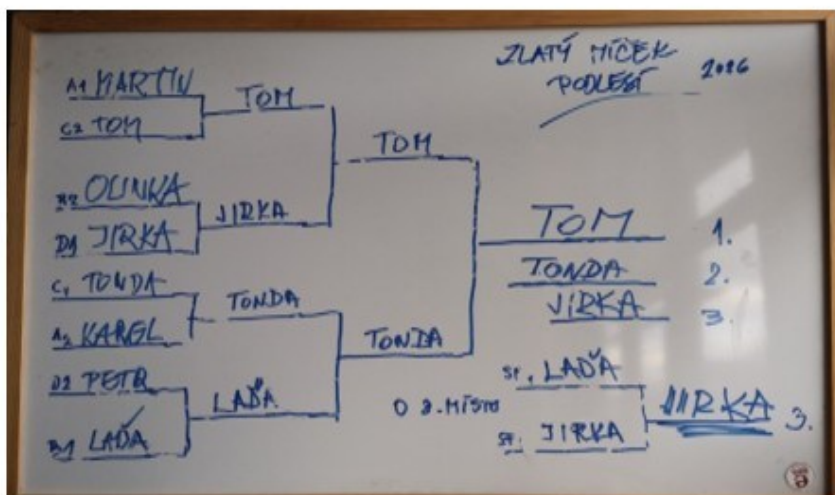 ZLATÝ MÍČEK
PODLESÍ 2026
A1 MARTIN
C2 TOM
TOM
B2 OLINKA
D1 JIRKA
JIRKA
TOM
C1 TONDA
A2 KAREL
TONDA
D2 PETR
B1 LAĎA
LAĎA
TONDA
TOM 1.
TONDA 2.
JIRKA 3.
O 3. MÍSTO
SF. LAĎA
SF. JIRKA
JIRKA 3.